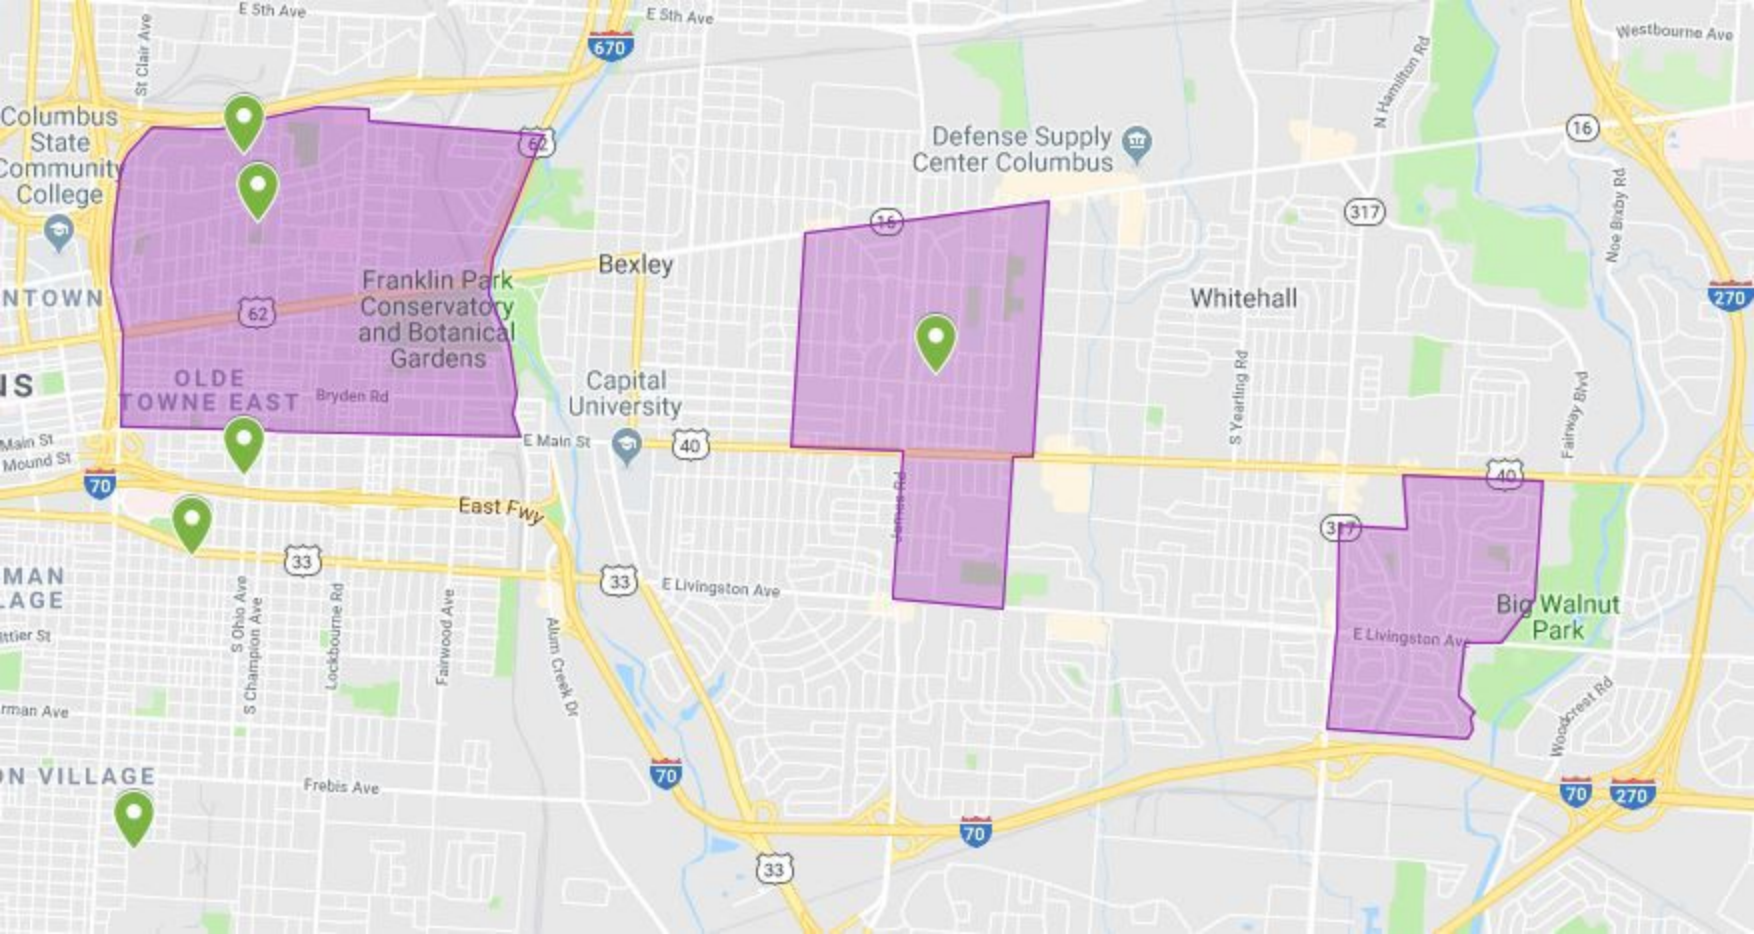 E 5th Ave
E 5th Ave
670
St Clair Ave
N Hamilton Rd
Westbourne Ave
Columbus
State
Community
College
62
Defense Supply
Center Columbus
16
317
Noe Bixby Rd
16
Bexley
Franklin Park
Conservatory
and Botanical
Gardens
62
NTOWN
Whitehall
270
NS
OLDE
TOWNE EAST
Bryden Rd
Capital
University
S Yearling Rd
Fairway Blvd
Main St
Mound St
E Main St
40
40
70
East Fwy
James Rd
317
33
33
E Livingston Ave
MAN
LAGE
S Ohio Ave
S Champion Ave
Lockbourne Rd
Fairwood Ave
Alum Creek Dr
Big Walnut
Park
E Livingston Ave
ittier St
rman Ave
Woodcrest Rd
ON VILLAGE
Frebis Ave
70
70
70
270
33